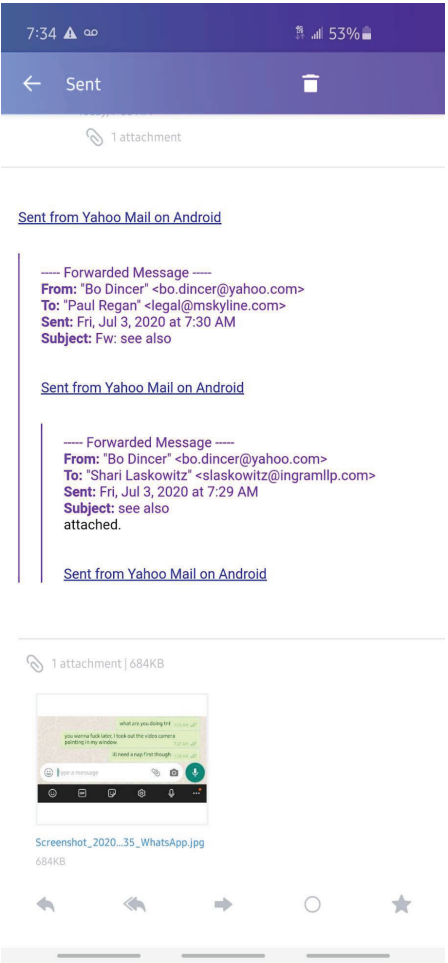 7:34
53%
Sent
1 attachment
Sent from Yahoo Mail on Android
----- Forwarded Message -----
From: "Bo Dincer" <bo.dincer@yahoo.com>
To: "Paul Regan" <legal@mskyline.com>
Sent: Fri, Jul 3, 2020 at 7:30 AM
Subject: Fw: see also
Sent from Yahoo Mail on Android
----- Forwarded Message -----
From: "Bo Dincer" <bo.dincer@yahoo.com>
To: "Shari Laskowitz" <slaskowitz@ingramllp.com>
Sent: Fri, Jul 3, 2020 at 7:29 AM
Subject: see also
attached.
Sent from Yahoo Mail on Android
1 attachment | 684KB
what are you doing tn!
you wanna fuck later, I took out the video camera
pointing in my window.
need a nap first though
Type a message
Screenshot_2020...35_WhatsApp.jpg
684KB